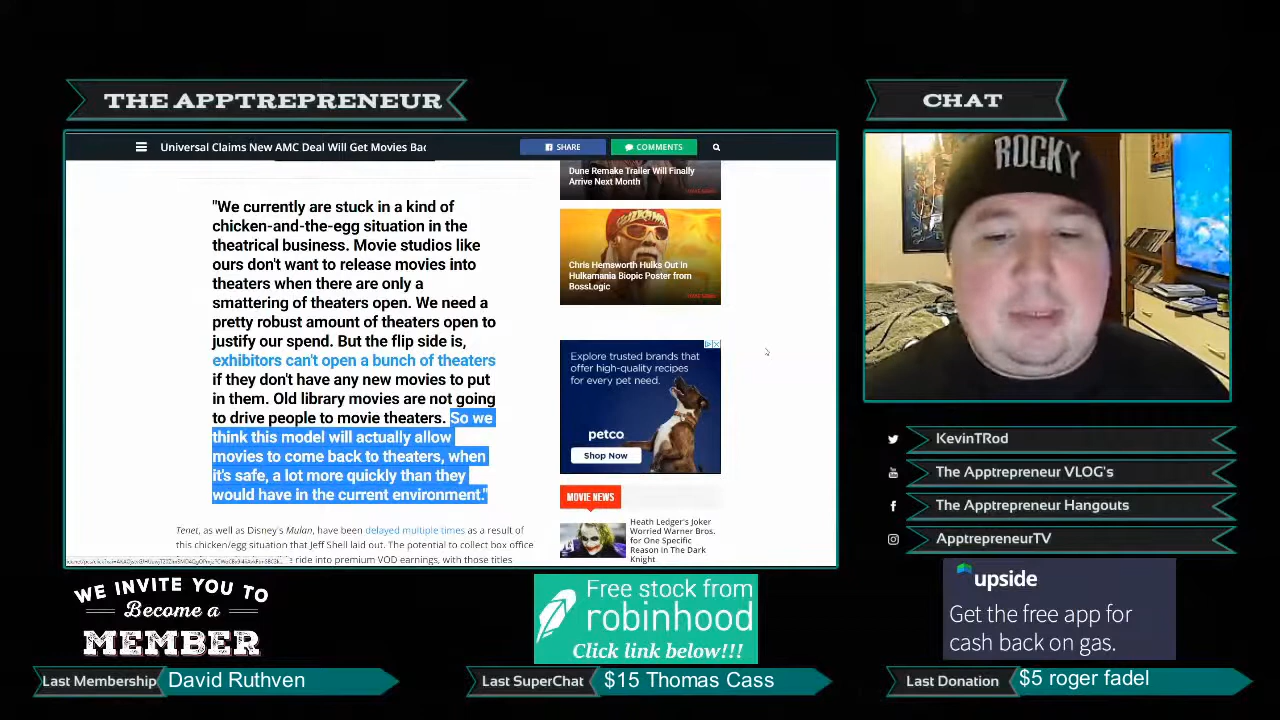 THE APPTREPRENEUR
CHAT
Universal Claims New AMC Deal Will Get Movies Bac
SHARE
COMMENTS
"We currently are stuck in a kind of
chicken-and-the-egg situation in the
theatrical business. Movie studios like
ours don't want to release movies into
theaters when there are only a
smattering of theaters open. We need a
pretty robust amount of theaters open to
justify our spend. But the flip side is,
exhibitors can't open a bunch of theaters
if they don't have any new movies to put
in them. Old library movies are not going
to drive people to movie theaters. So we
think this model will actually allow
movies to come back to theaters, when
it's safe, a lot more quickly than they
would have in the current environment."
Tenet, as well as Disney's Mulan, have been delayed multiple times as a result of
this chicken/egg situation that Jeff Shell laid out. The potential to collect box office
ride into premium VOD earnings, with those titles
Dune Remake Trailer Will Finally
Arrive Next Month
Chris Hemsworth Hulks Out in
Hulkamania Biopic Poster from
BossLogic
Explore trusted brands that
offer high-quality recipes
for every pet need.
petco
Shop Now
MOVIE NEWS
Heath Ledger's Joker
Worried Warner Bros.
for One Specific
Reason in The Dark
Knight
ROCKY
KevinTRod
The Apptrepreneur VLOG's
The Apptrepreneur Hangouts
ApptrepreneurTV
WE INVITE YOU TO
Become a
MEMBER
Free stock from
robinhood
Click link below!!!
upside
Get the free app for
cash back on gas.
Last Membership
David Ruthven
Last SuperChat
$15 Thomas Cass
Last Donation
$5 roger fadel